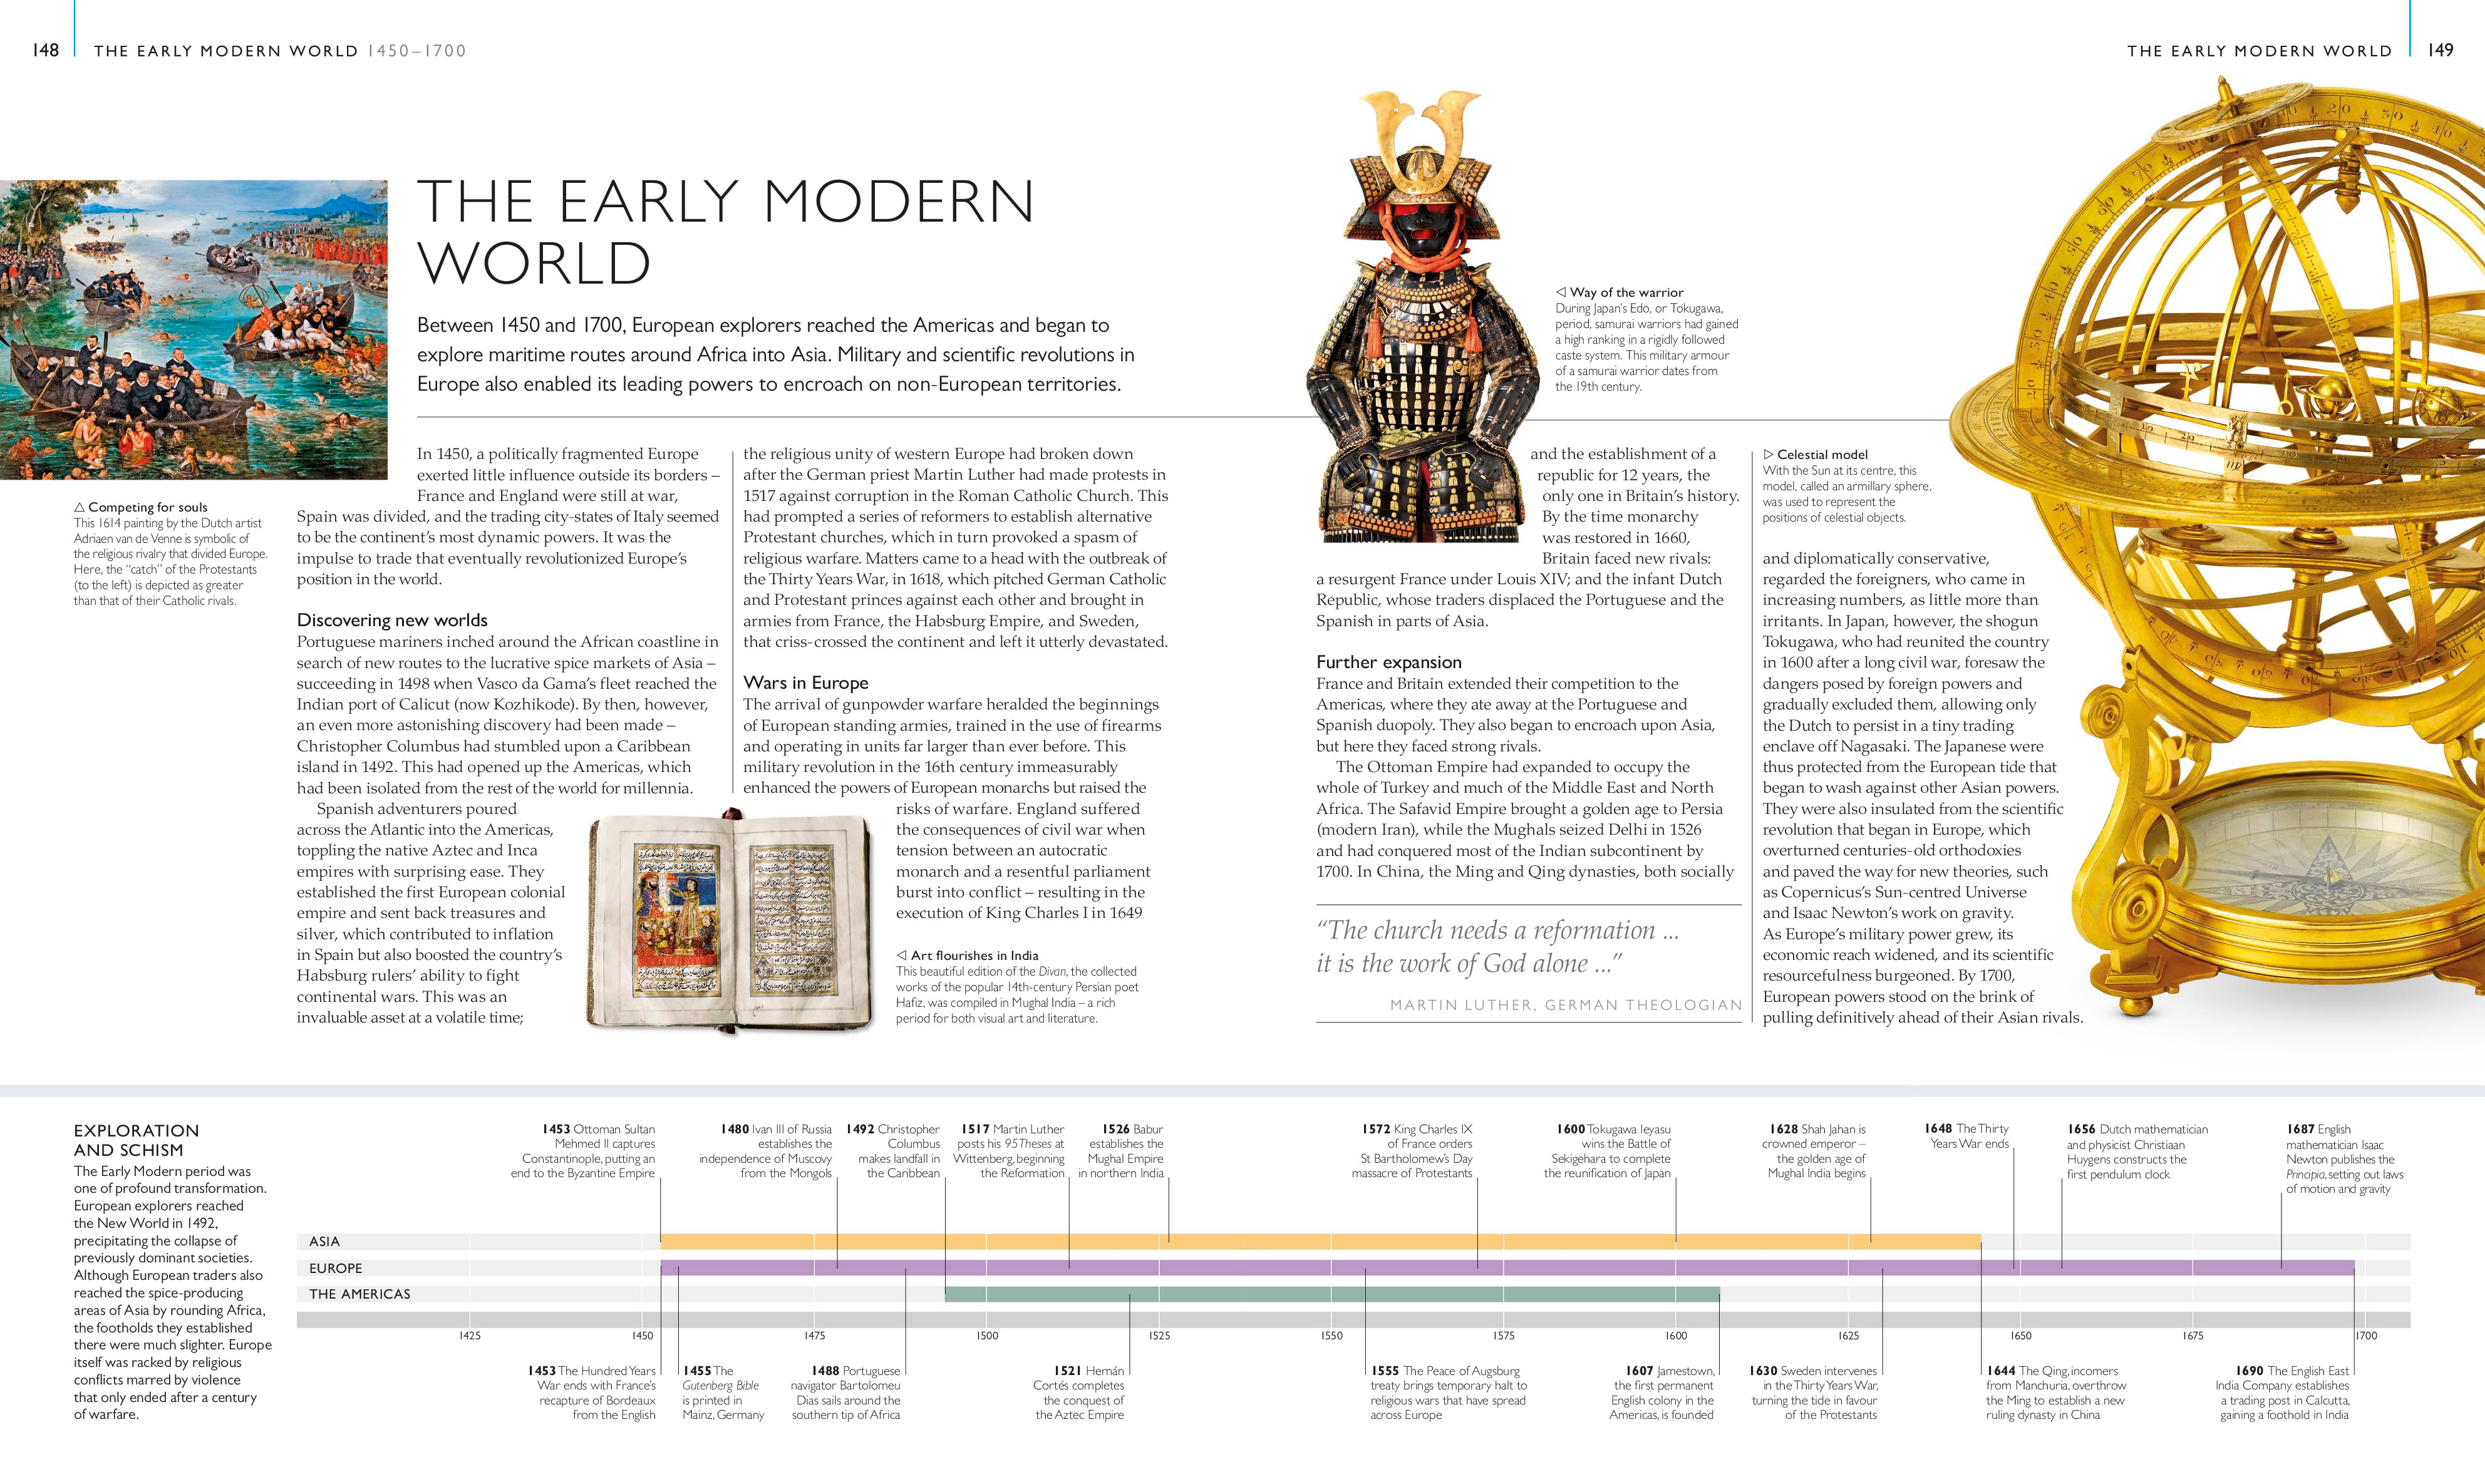 148
THE EARLY MODERN WORLD 1450–1700
THE EARLY MODERN WORLD
149
THE EARLY MODERN
WORLD
Between 1450 and 1700, European explorers reached the Americas and began to
explore maritime routes around Africa into Asia. Military and scientific revolutions in
Europe also enabled its leading powers to encroach on non-European territories.
△ Competing for souls
This 1614 painting by the Dutch artist
Adriaen van de Venne is symbolic of
the religious rivalry that divided Europe.
Here, the “catch” of the Protestants
(to the left) is depicted as greater
than that of their Catholic rivals.
In 1450, a politically fragmented Europe
exerted little influence outside its borders –
France and England were still at war,
Spain was divided, and the trading city-states of Italy seemed
to be the continent’s most dynamic powers. It was the
impulse to trade that eventually revolutionized Europe’s
position in the world.
Discovering new worlds
Portuguese mariners inched around the African coastline in
search of new routes to the lucrative spice markets of Asia –
succeeding in 1498 when Vasco da Gama’s fleet reached the
Indian port of Calicut (now Kozhikode). By then, however,
an even more astonishing discovery had been made –
Christopher Columbus had stumbled upon a Caribbean
island in 1492. This had opened up the Americas, which
had been isolated from the rest of the world for millennia.
Spanish adventurers poured
across the Atlantic into the Americas,
toppling the native Aztec and Inca
empires with surprising ease. They
established the first European colonial
empire and sent back treasures and
silver, which contributed to inflation
in Spain but also boosted the country’s
Habsburg rulers’ ability to fight
continental wars. This was an
invaluable asset at a volatile time;
the religious unity of western Europe had broken down
after the German priest Martin Luther had made protests in
1517 against corruption in the Roman Catholic Church. This
had prompted a series of reformers to establish alternative
Protestant churches, which in turn provoked a spasm of
religious warfare. Matters came to a head with the outbreak of
the Thirty Years War, in 1618, which pitched German Catholic
and Protestant princes against each other and brought in
armies from France, the Habsburg Empire, and Sweden,
that criss-crossed the continent and left it utterly devastated.
Wars in Europe
The arrival of gunpowder warfare heralded the beginnings
of European standing armies, trained in the use of firearms
and operating in units far larger than ever before. This
military revolution in the 16th century immeasurably
enhanced the powers of European monarchs but raised the
risks of warfare. England suffered
the consequences of civil war when
tension between an autocratic
monarch and a resentful parliament
burst into conflict – resulting in the
execution of King Charles I in 1649
◁ Art flourishes in India
This beautiful edition of the Divan, the collected
works of the popular 14th-century Persian poet
Hafiz, was compiled in Mughal India – a rich
period for both visual art and literature.
◁ Way of the warrior
During Japan’s Edo, or Tokugawa,
period, samurai warriors had gained
a high ranking in a rigidly followed
caste system. This military armour
of a samurai warrior dates from
the 19th century.
and the establishment of a
republic for 12 years, the
only one in Britain’s history.
By the time monarchy
was restored in 1660,
Britain faced new rivals:
a resurgent France under Louis XIV; and the infant Dutch
Republic, whose traders displaced the Portuguese and the
Spanish in parts of Asia.
Further expansion
France and Britain extended their competition to the
Americas, where they ate away at the Portuguese and
Spanish duopoly. They also began to encroach upon Asia,
but here they faced strong rivals.
The Ottoman Empire had expanded to occupy the
whole of Turkey and much of the Middle East and North
Africa. The Safavid Empire brought a golden age to Persia
(modern Iran), while the Mughals seized Delhi in 1526
and had conquered most of the Indian subcontinent by
1700. In China, the Ming and Qing dynasties, both socially
“The church needs a reformation ...
it is the work of God alone ...”
MARTIN LUTHER, GERMAN THEOLOGIAN
▷ Celestial model
With the Sun at its centre, this
model, called an armillary sphere,
was used to represent the
positions of celestial objects.
and diplomatically conservative,
regarded the foreigners, who came in
increasing numbers, as little more than
irritants. In Japan, however, the shogun
Tokugawa, who had reunited the country
in 1600 after a long civil war, foresaw the
dangers posed by foreign powers and
gradually excluded them, allowing only
the Dutch to persist in a tiny trading
enclave off Nagasaki. The Japanese were
thus protected from the European tide that
began to wash against other Asian powers.
They were also insulated from the scientific
revolution that began in Europe, which
overturned centuries-old orthodoxies
and paved the way for new theories, such
as Copernicus’s Sun-centred Universe
and Isaac Newton’s work on gravity.
As Europe’s military power grew, its
economic reach widened, and its scientific
resourcefulness burgeoned. By 1700,
European powers stood on the brink of
pulling definitively ahead of their Asian rivals.
EXPLORATION
AND SCHISM
The Early Modern period was
one of profound transformation.
European explorers reached
the New World in 1492,
precipitating the collapse of
previously dominant societies.
Although European traders also
reached the spice-producing
areas of Asia by rounding Africa,
the footholds they established
there were much slighter. Europe
itself was racked by religious
conflicts marred by violence
that only ended after a century
of warfare.
1453 Ottoman Sultan
Mehmed II captures
Constantinople, putting an
end to the Byzantine Empire
1480 Ivan III of Russia
establishes the
independence of Muscovy
from the Mongols
1492 Christopher
Columbus
makes landfall in
the Caribbean
1517 Martin Luther
posts his 95 Theses at
Wittenberg, beginning
the Reformation
1526 Babur
establishes the
Mughal Empire
in northern India
1572 King Charles IX
of France orders
St Bartholomew’s Day
massacre of Protestants
1600 Tokugawa Ieyasu
wins the Battle of
Sekigehara to complete
the reunification of Japan
1628 Shah Jahan is
crowned emperor –
the golden age of
Mughal India begins
1648 The Thirty
Years War ends
1656 Dutch mathematician
and physicist Christiaan
Huygens constructs the
first pendulum clock
1687 English
mathematician Isaac
Newton publishes the
Principia, setting out laws
of motion and gravity
ASIA
EUROPE
THE AMERICAS
1425 1450 1475 1500 1525 1550 1575 1600 1625 1650 1675 1700
1453 The Hundred Years
War ends with France’s
recapture of Bordeaux
from the English
1455 The
Gutenberg Bible
is printed in
Mainz, Germany
1488 Portuguese
navigator Bartolomeu
Dias sails around the
southern tip of Africa
1521 Hernán
Cortés completes
the conquest of
the Aztec Empire
1555 The Peace of Augsburg
treaty brings temporary halt to
religious wars that have spread
across Europe
1607 Jamestown,
the first permanent
English colony in the
Americas, is founded
1630 Sweden intervenes
in the Thirty Years War,
turning the tide in favour
of the Protestants
1644 The Qing, incomers
from Manchuria, overthrow
the Ming to establish a new
ruling dynasty in China
1690 The English East
India Company establishes
a trading post in Calcutta,
gaining a foothold in India